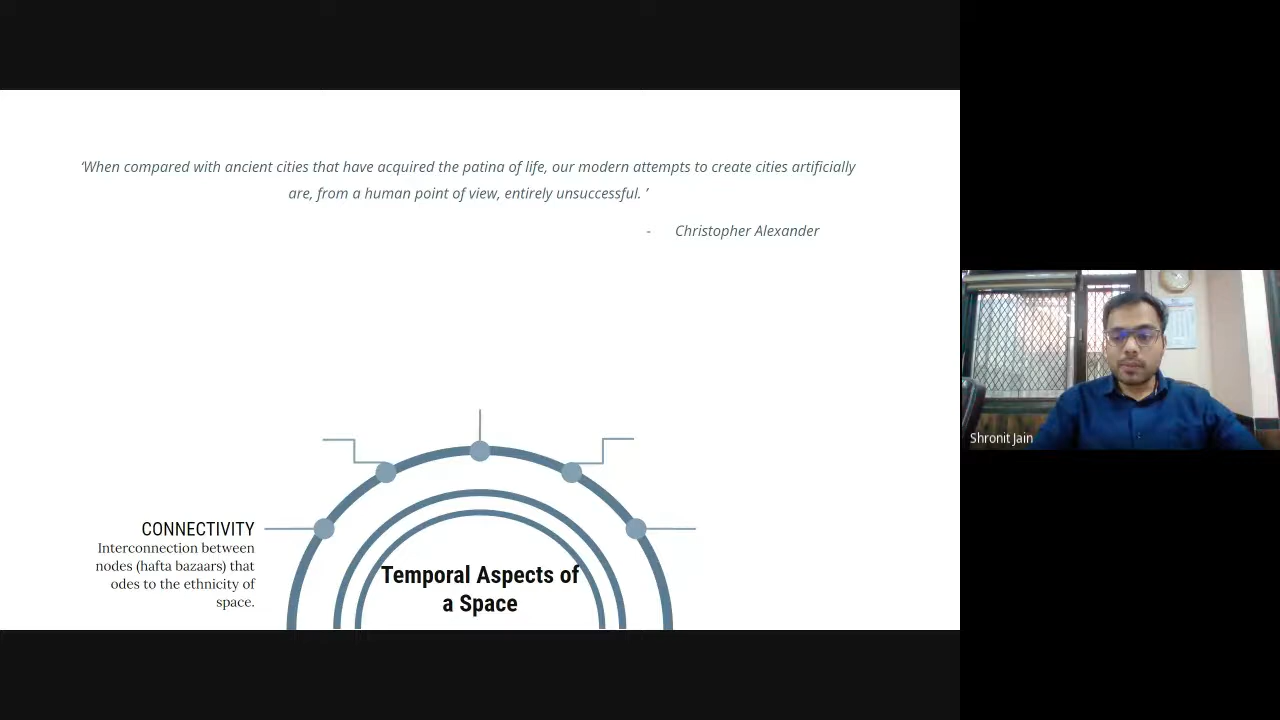 ‘When compared with ancient cities that have acquired the patina of life, our modern attempts to create cities artificially
are, from a human point of view, entirely unsuccessful. ’
- Christopher Alexander
CONNECTIVITY
Interconnection between
nodes (hafta bazaars) that
odes to the ethnicity of
space.
Temporal Aspects of
a Space
Shronit Jain